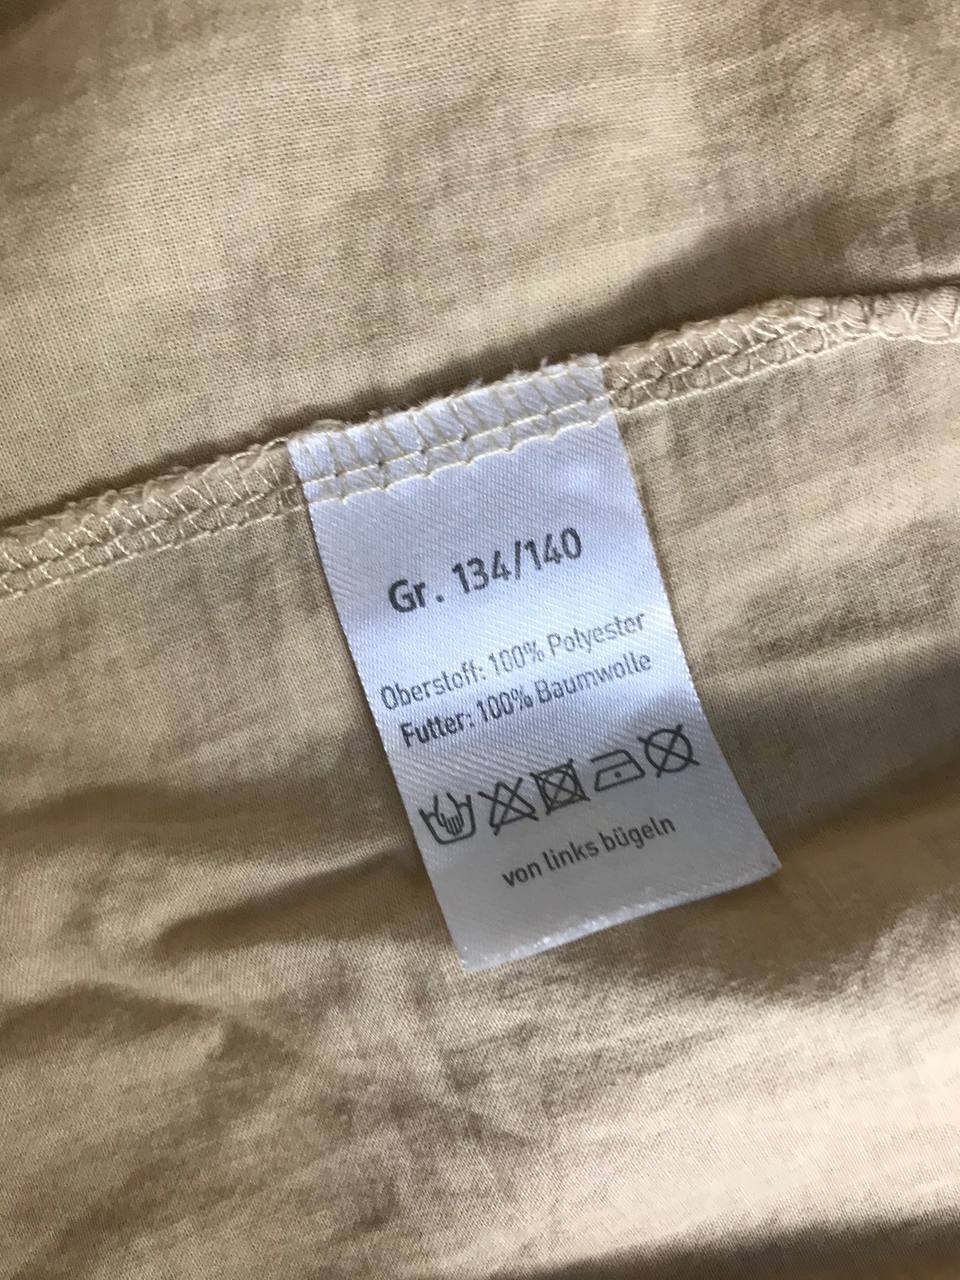 Gr. 134/140
Oberstoff: 100% Polyester
Futter: 100% Baumwolle
von links bügeln